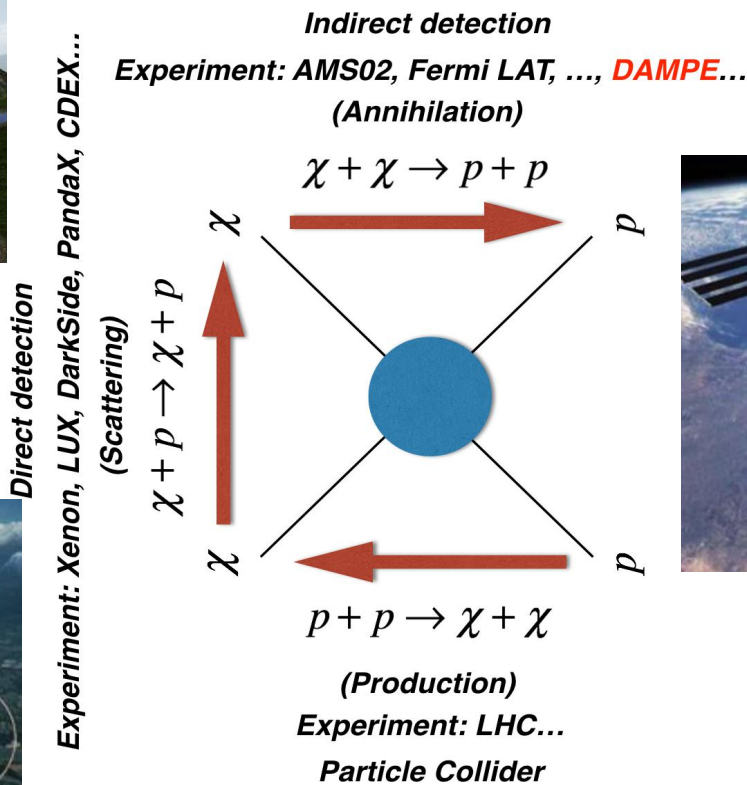 Indirect detection
Experiment: AMS02, Fermi LAT, ..., DAMPE...
(Annihilation)
χ + χ → p + p
χ
p
Direct detection
Experiment: Xenon, LUX, DarkSide, PandaX, CDEX...
(Scattering)
χ + p → χ + p
χ
p
p + p → χ + χ
(Production)
Experiment: LHC...
Particle Collider